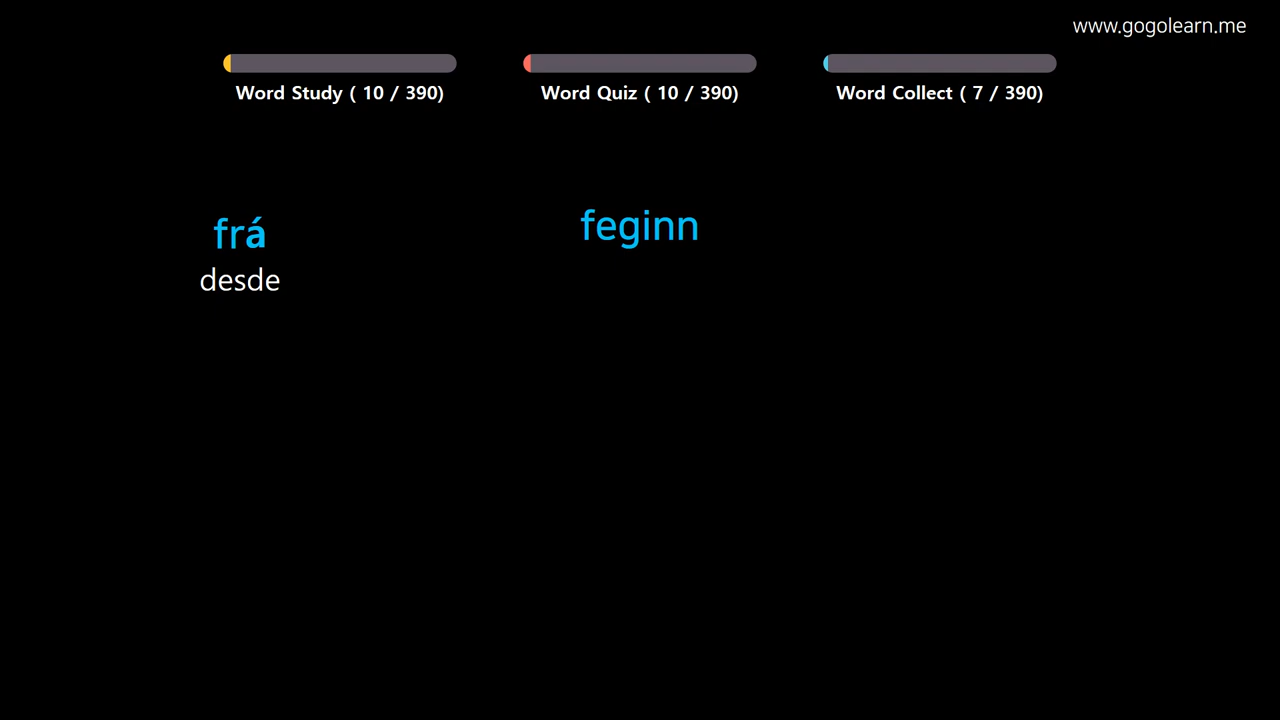 www.gogolearn.me
Word Study ( 10 / 390)
Word Quiz ( 10 / 390)
Word Collect ( 7 / 390)
frá
desde
feginn